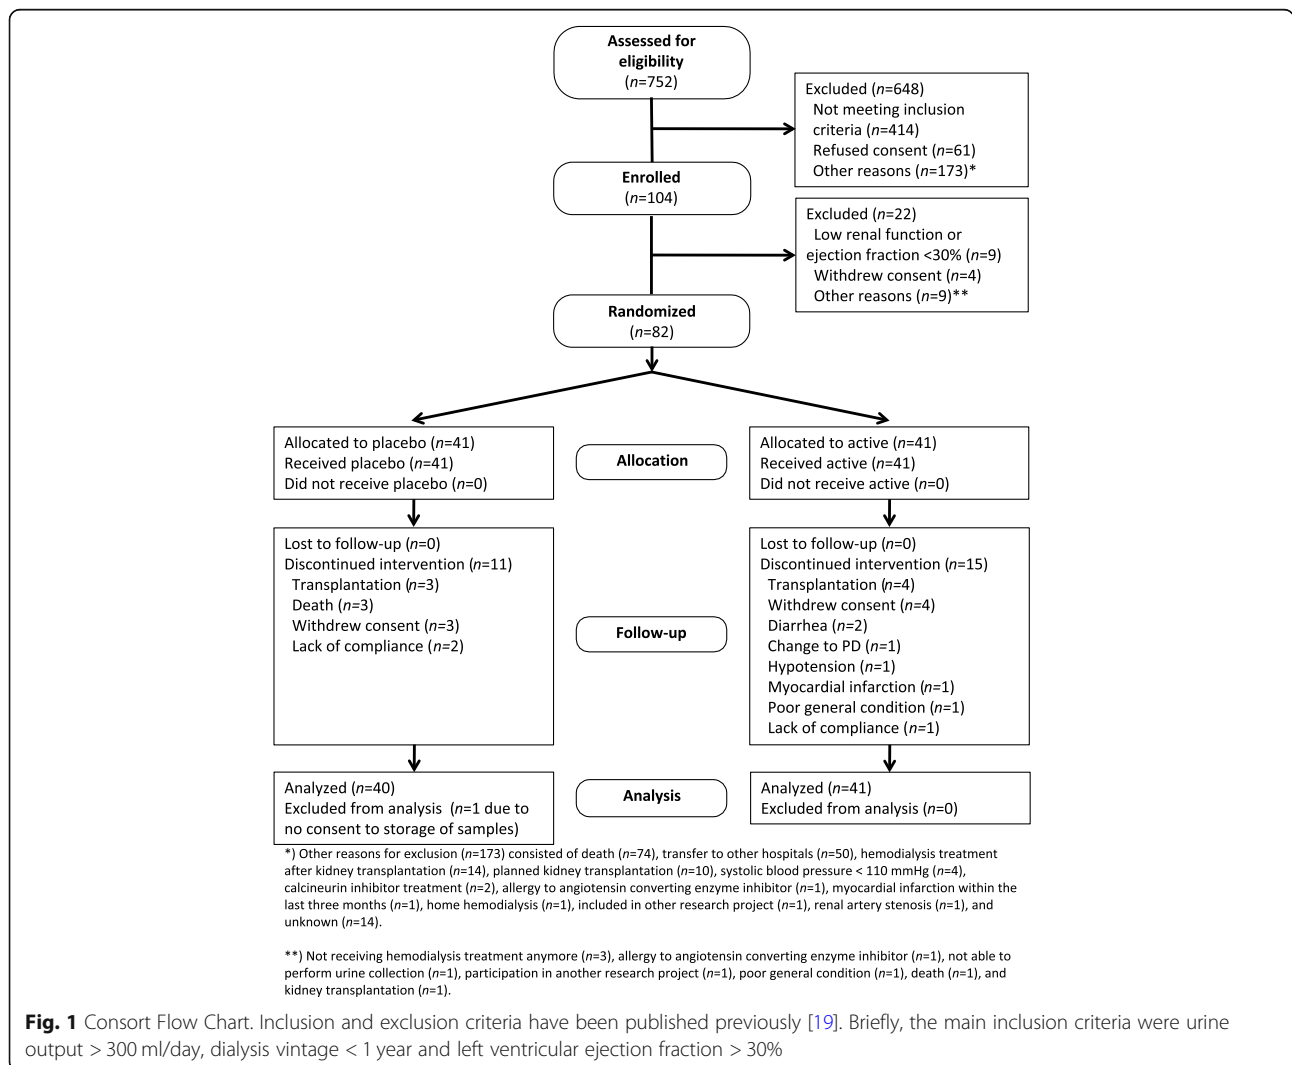 Assessed for
eligibility
(n=752)
Excluded (n=648)
Not meeting inclusion
criteria (n=414)
Refused consent (n=61)
Other reasons (n=173)*
Enrolled
(n=104)
Excluded (n=22)
Low renal function or
ejection fraction <30% (n=9)
Withdrew consent (n=4)
Other reasons (n=9)**
Randomized
(n=82)
Allocated to placebo (n=41)
Received placebo (n=41)
Did not receive placebo (n=0)
Allocation
Allocated to active (n=41)
Received active (n=41)
Did not receive active (n=0)
Lost to follow-up (n=0)
Discontinued intervention (n=11)
Transplantation (n=3)
Death (n=3)
Withdrew consent (n=3)
Lack of compliance (n=2)
Follow-up
Lost to follow-up (n=0)
Discontinued intervention (n=15)
Transplantation (n=4)
Withdrew consent (n=4)
Diarrhea (n=2)
Change to PD (n=1)
Hypotension (n=1)
Myocardial infarction (n=1)
Poor general condition (n=1)
Lack of compliance (n=1)
Analyzed (n=40)
Excluded from analysis (n=1 due to
no consent to storage of samples)
Analysis
Analyzed (n=41)
Excluded from analysis (n=0)
*) Other reasons for exclusion (n=173) consisted of death (n=74), transfer to other hospitals (n=50), hemodialysis treatment
after kidney transplantation (n=14), planned kidney transplantation (n=10), systolic blood pressure < 110 mmHg (n=4),
calcineurin inhibitor treatment (n=2), allergy to angiotensin converting enzyme inhibitor (n=1), myocardial infarction within the
last three months (n=1), home hemodialysis (n=1), included in other research project (n=1), renal artery stenosis (n=1), and
unknown (n=14).
**) Not receiving hemodialysis treatment anymore (n=3), allergy to angiotensin converting enzyme inhibitor (n=1), not able to
perform urine collection (n=1), participation in another research project (n=1), poor general condition (n=1), death (n=1), and
kidney transplantation (n=1).
Fig. 1 Consort Flow Chart. Inclusion and exclusion criteria have been published previously [19]. Briefly, the main inclusion criteria were urine
output > 300 ml/day, dialysis vintage < 1 year and left ventricular ejection fraction > 30%